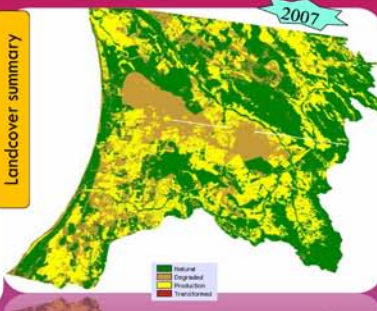 2007
Landcover summary
Natural
Degraded
Production
Transformed